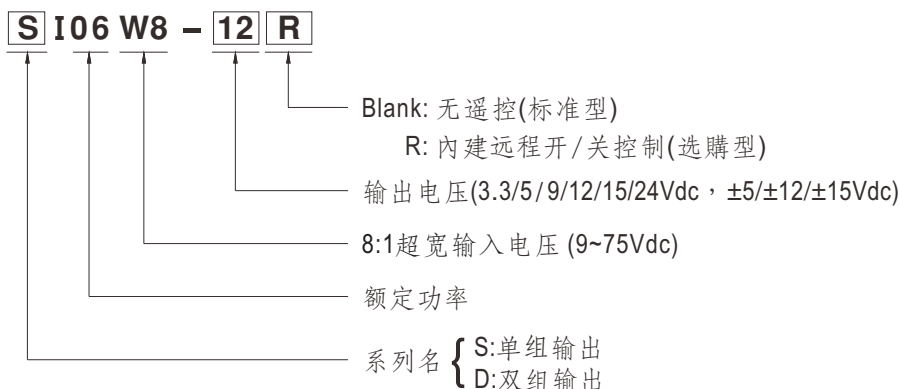 SI06 W8 – 12 R
Blank: 无遥控(标准型)
R: 內建远程开/关控制(选購型)
输出电压(3.3/5/9/12/15/24Vdc，±5/±12/±15Vdc)
8:1超宽输入电压 (9~75Vdc)
额定功率
系列名 { S:单组输出
D:双组输出